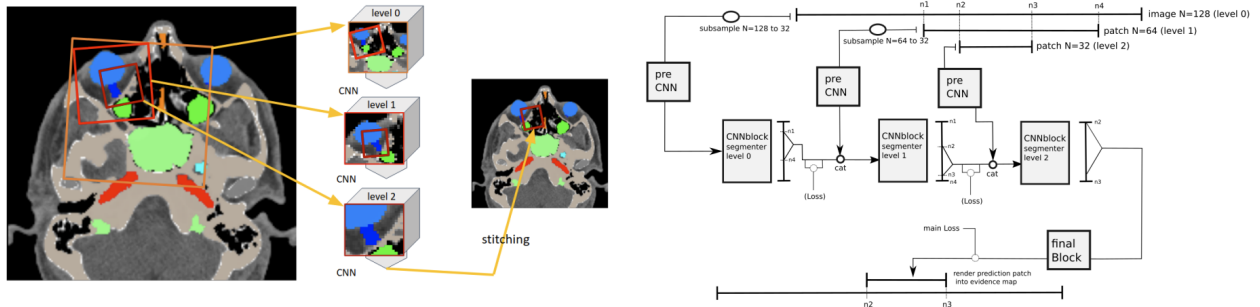 level 0
CNN
level 1
CNN
level 2
CNN
stitching
n1
n2
n3
n4
image N=128 (level 0)
subsample N=128 to 32
patch N=64 (level 1)
subsample N=64 to 32
patch N=32 (level 2)
pre
CNN
pre
CNN
pre
CNN
CNNblock
segmenter
level 0
n1
n4
(Loss)
cat
CNNblock
segmenter
level 1
n1
n2
n3
n4
(Loss)
cat
CNNblock
segmenter
level 2
n2
n3
main Loss
final
Block
render prediction patch
into evidence map
n2
n3